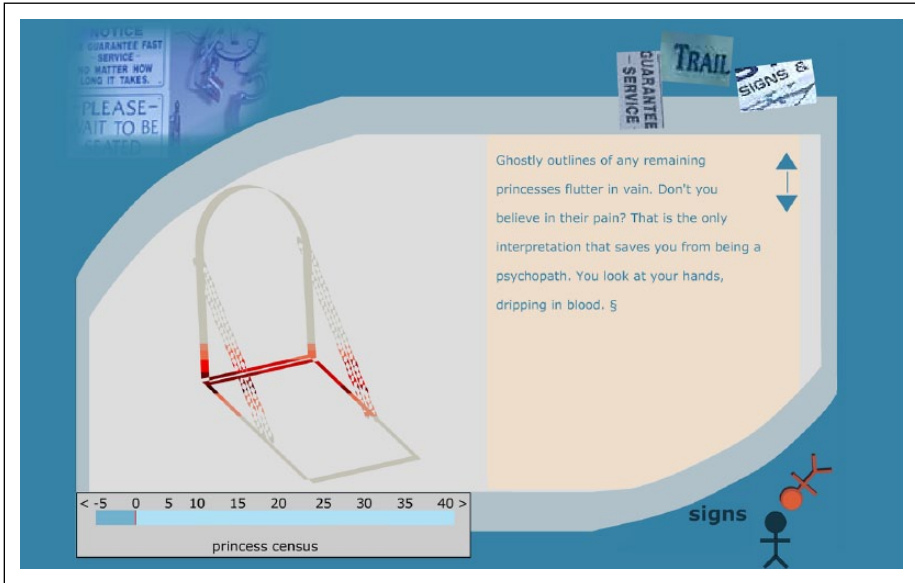 NOTICE
GUARANTEE FAST
- SERVICE -
NO MATTER HOW
LONG IT TAKES.
-PLEASE-
WAIT TO BE
SEATED
GUARANTEE
- SERVICE -
TRAIL
SIGNS &
Ghostly outlines of any remaining
princesses flutter in vain. Don't you
believe in their pain? That is the only
interpretation that saves you from being a
psychopath. You look at your hands,
dripping in blood. §
< -5 0 5 10 15 20 25 30 35 40 >
princess census
signs